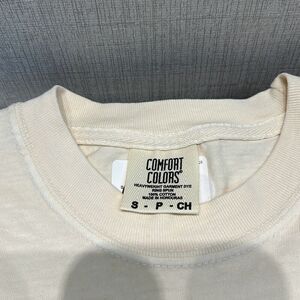 COMFORT
COLORS®
HEAVYWEIGHT GARMENT DYE
RING SPUN
100% COTTON
MADE IN HONDURAS
S - P - CH